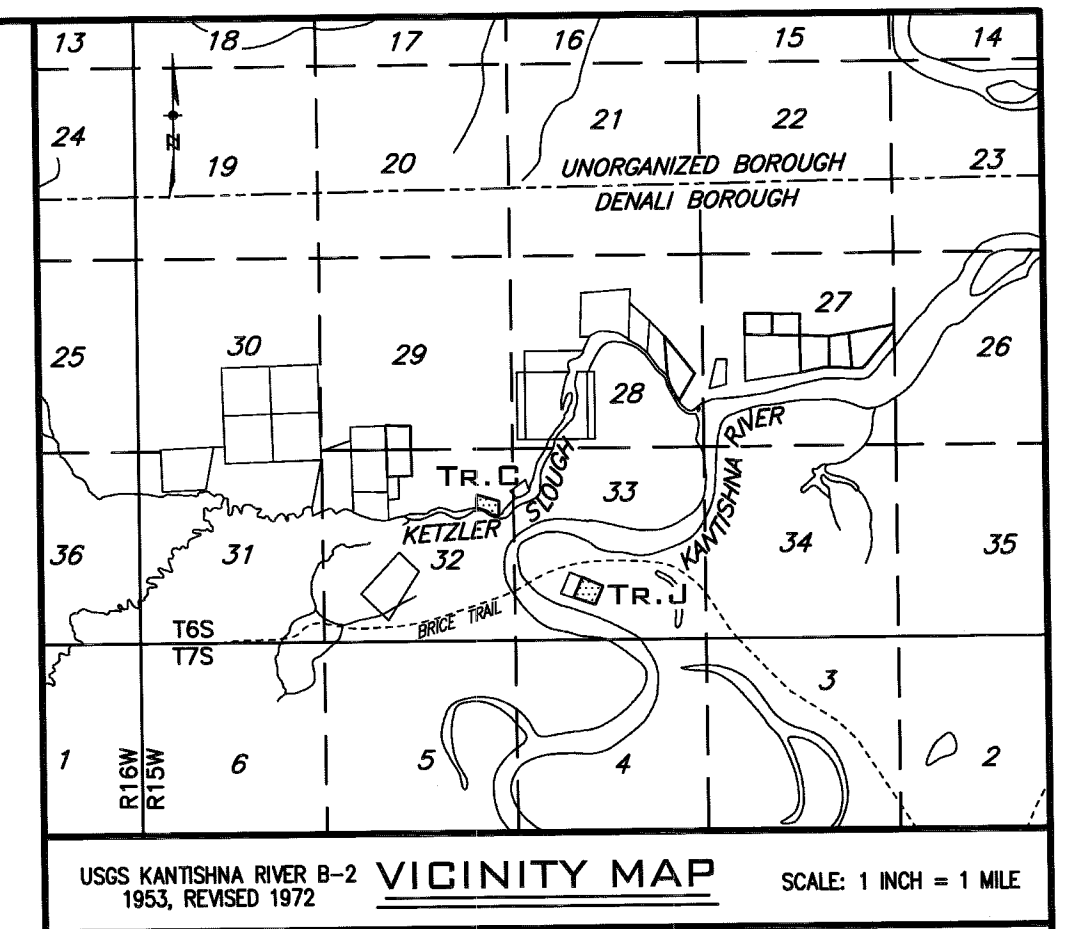 13 18 17 16 15 14
N
24 19 20 21 22 23
UNORGANIZED BOROUGH
DENALI BOROUGH
25 30 29 28 27 26
TR. C
KETZLER SLOUGH
KANTISHNA RIVER
36 31 32 33 34 35
TR. J
BRICE TRAIL
T6S
T7S
R16W
R15W
1 6 5 4 3 2
USGS KANTISHNA RIVER B-2
1953, REVISED 1972
VICINITY MAP
SCALE: 1 INCH = 1 MILE